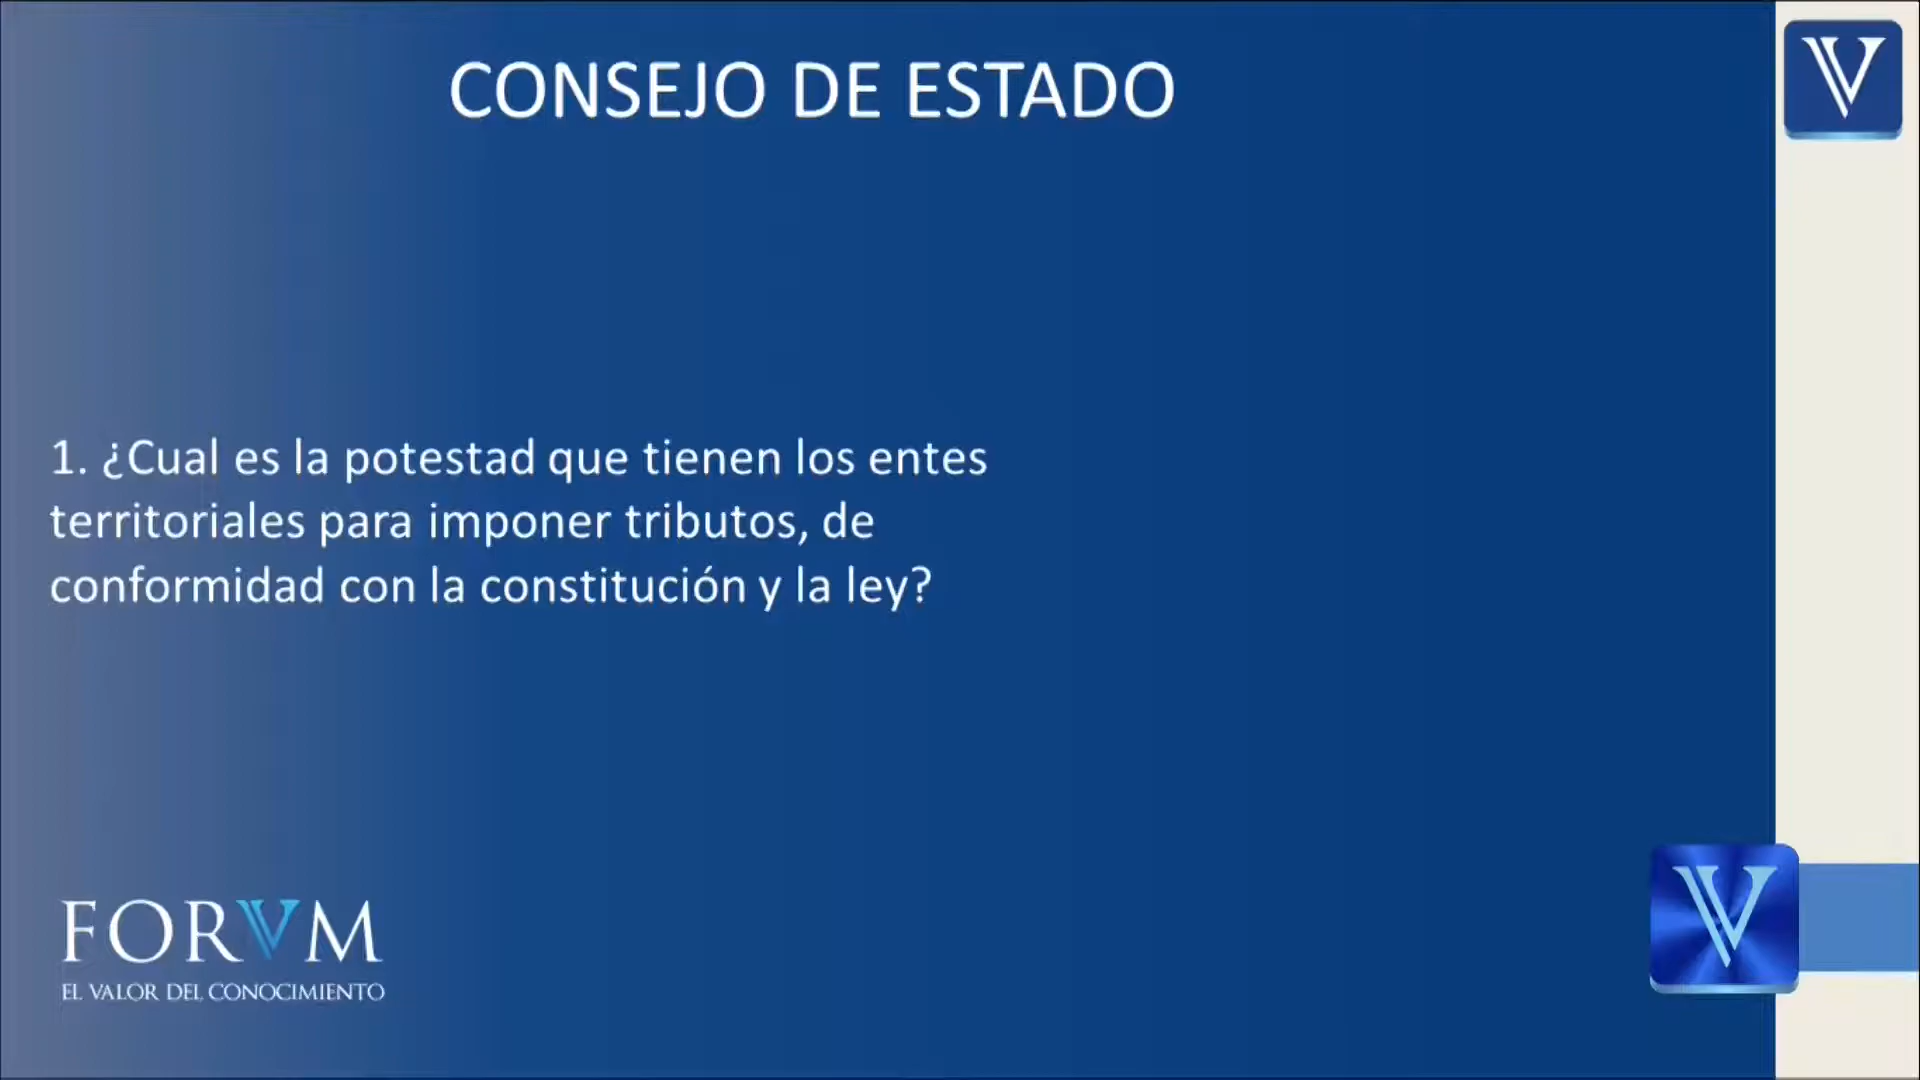 CONSEJO DE ESTADO
1. ¿Cual es la potestad que tienen los entes
territoriales para imponer tributos, de
conformidad con la constitución y la ley?
FORVM
EL VALOR DEL CONOCIMIENTO
V
V